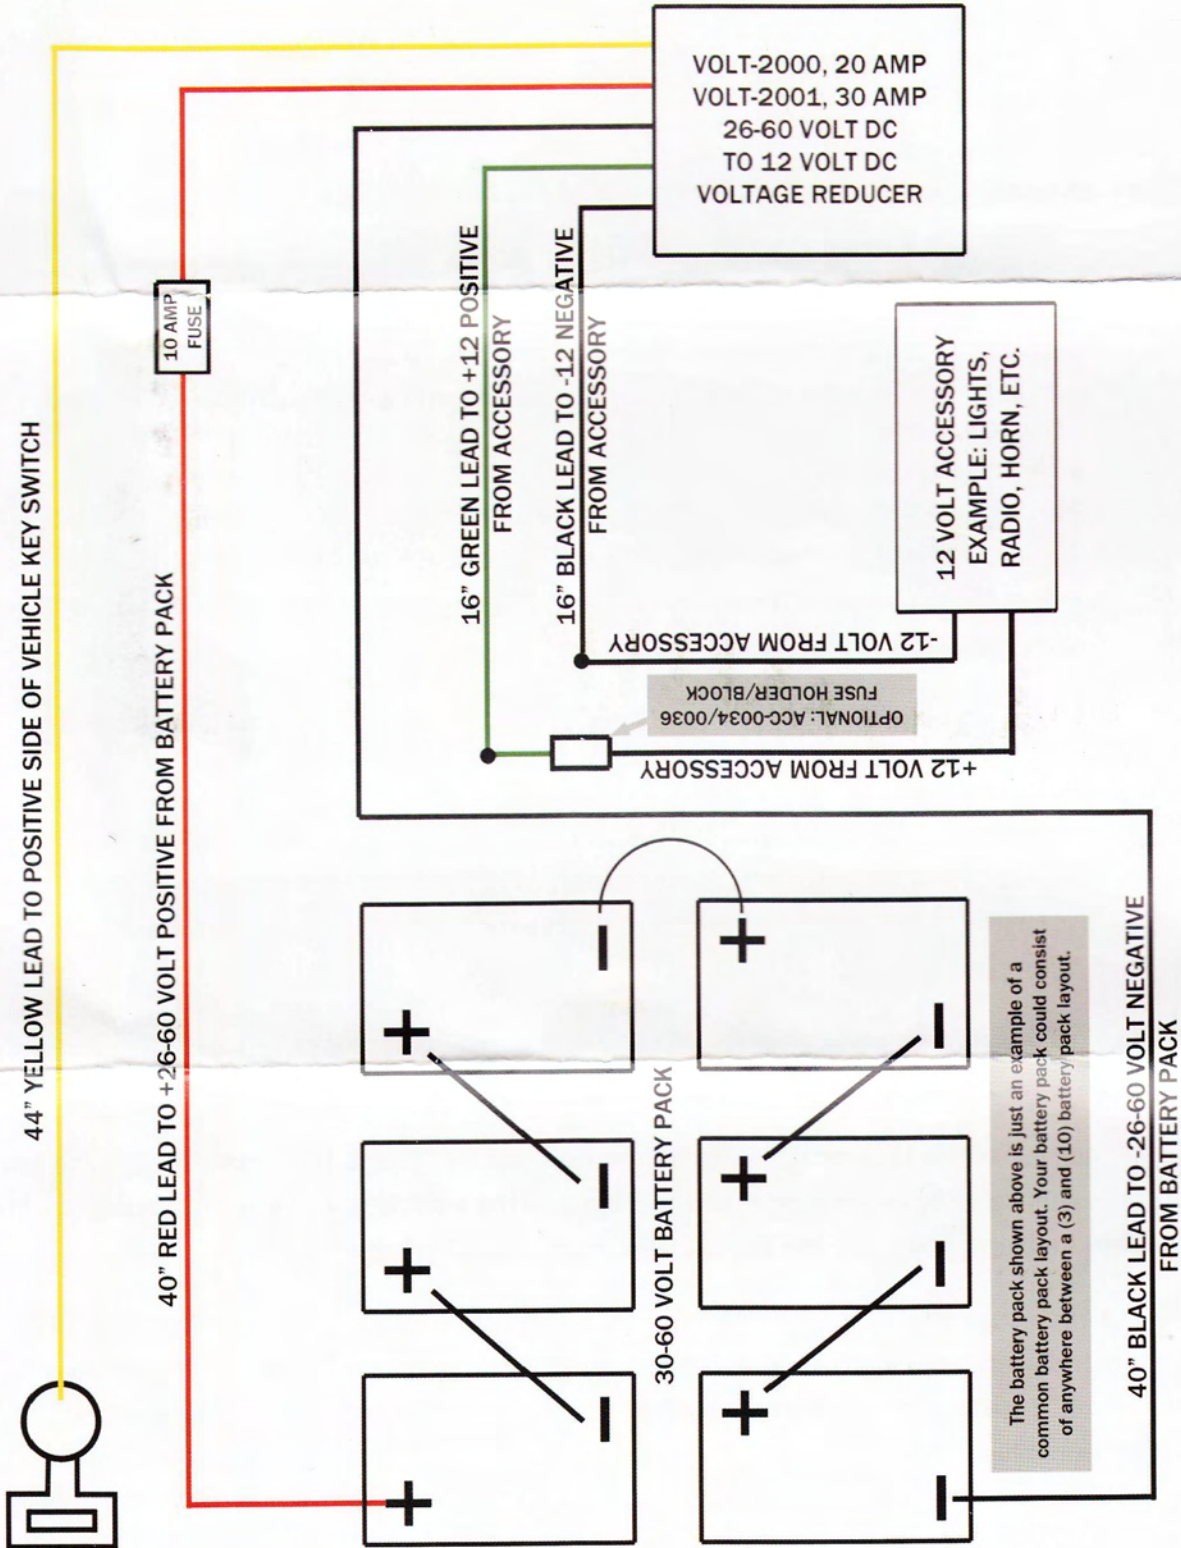 44” YELLOW LEAD TO POSITIVE SIDE OF VEHICLE KEY SWITCH
40” RED LEAD TO +26-60 VOLT POSITIVE FROM BATTERY PACK
10 AMP
FUSE
VOLT-2000, 20 AMP
VOLT-2001, 30 AMP
26-60 VOLT DC
TO 12 VOLT DC
VOLTAGE REDUCER
16” GREEN LEAD TO +12 POSITIVE
FROM ACCESSORY
16” BLACK LEAD TO -12 NEGATIVE
FROM ACCESSORY
12 VOLT ACCESSORY
EXAMPLE: LIGHTS,
RADIO, HORN, ETC.
-12 VOLT FROM ACCESSORY
OPTIONAL: ACC-0034/0036
FUSE HOLDER/BLOCK
+12 VOLT FROM ACCESSORY
+ -
+ -
+ -
30-60 VOLT BATTERY PACK
+ -
+ -
+ -
The battery pack shown above is just an example of a
common battery pack layout. Your battery pack could consist
of anywhere between a (3) and (10) battery pack layout.
40” BLACK LEAD TO -26-60 VOLT NEGATIVE
FROM BATTERY PACK